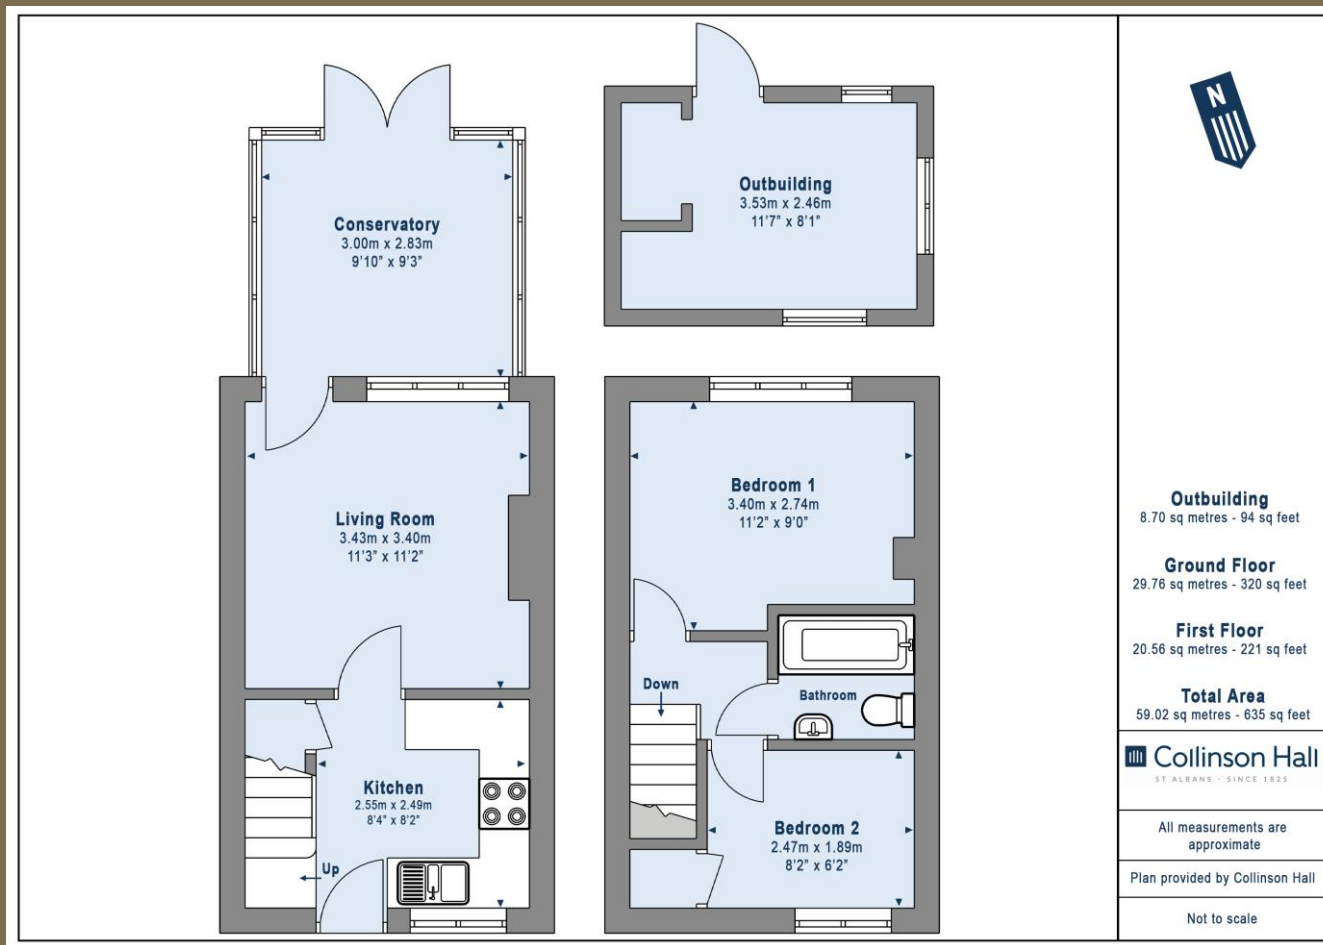 Conservatory
3.00m x 2.83m
9'10" x 9'3"
Outbuilding
3.53m x 2.46m
11'7" x 8'1"
Living Room
3.43m x 3.40m
11'3" x 11'2"
Bedroom 1
3.40m x 2.74m
11'2" x 9'0"
Down
Bathroom
Kitchen
2.55m x 2.49m
8'4" x 8'2"
Up
Bedroom 2
2.47m x 1.89m
8'2" x 6'2"
N
Outbuilding
8.70 sq metres - 94 sq feet
Ground Floor
29.76 sq metres - 320 sq feet
First Floor
20.56 sq metres - 221 sq feet
Total Area
59.02 sq metres - 635 sq feet
Collinson Hall
ST ALBANS - SINCE 1825
All measurements are
approximate
Plan provided by Collinson Hall
Not to scale